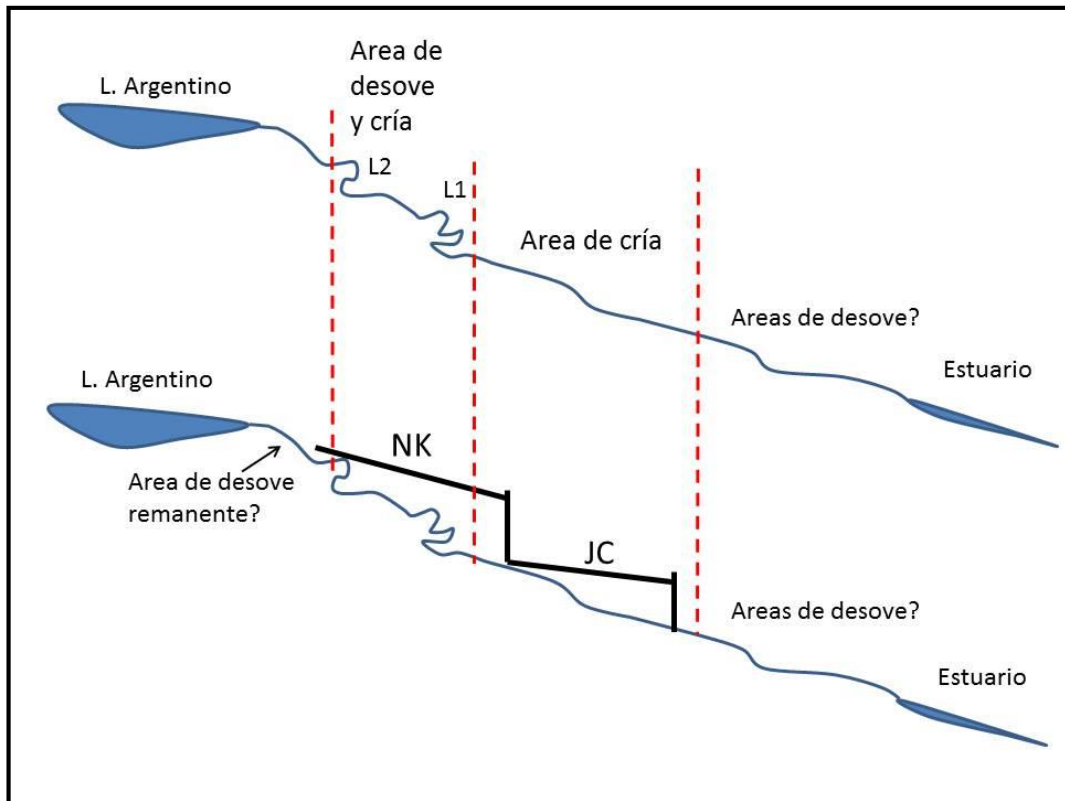 Area de
desove
y cría
L. Argentino
L2
L1
Area de cría
Areas de desove?
Estuario
L. Argentino
NK
Area de desove
remanente?
JC
Areas de desove?
Estuario